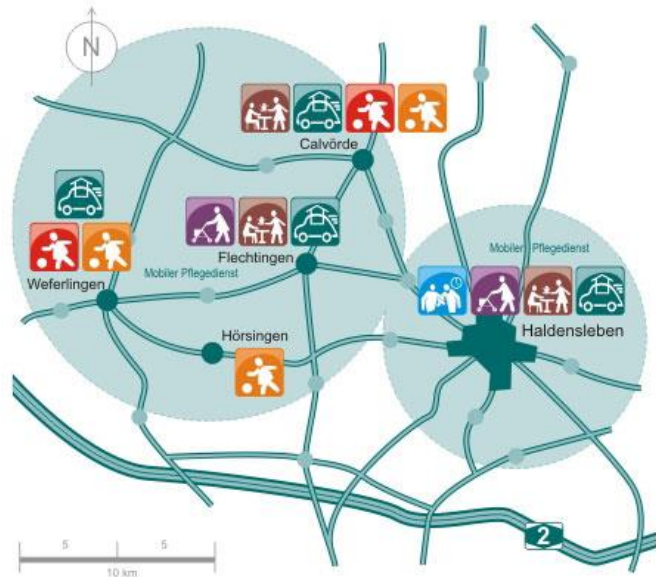 N
Calvörde
Mobiler Pflegedienst
Flechtingen
Weferlingen
Mobiler Pflegedienst
Haldensleben
Hörsingen
2
5 5
10 km